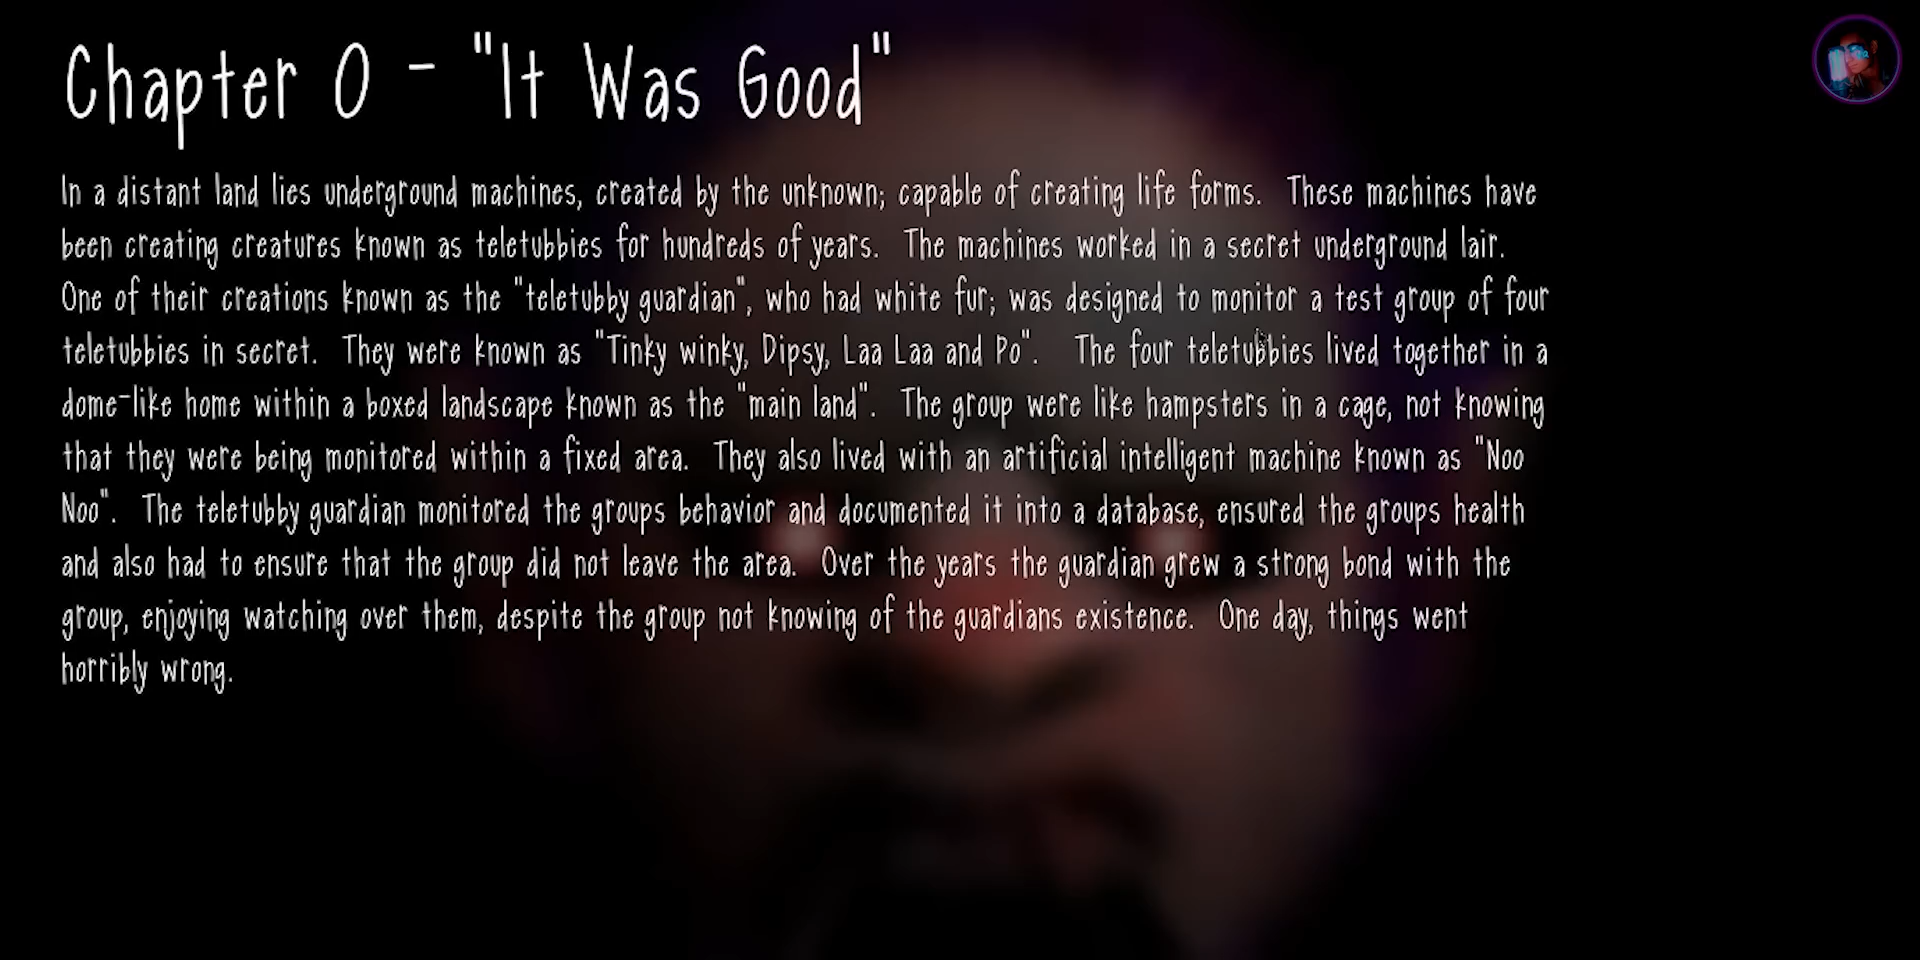 Chapter 0 - "It Was Good"
In a distant land lies underground machines, created by the unknown; capable of creating life forms. These machines have
been creating creatures known as teletubbies for hundreds of years. The machines worked in a secret underground lair.
One of their creations known as the "teletubby guardian", who had white fur; was designed to monitor a test group of four
teletubbies in secret. They were known as "Tinky winky, Dipsy, Laa Laa and Po". The four teletubbies lived together in a
dome-like home within a boxed landscape known as the "main land". The group were like hampsters in a cage, not knowing
that they were being monitored within a fixed area. They also lived with an artificial intelligent machine known as "Noo
Noo". The teletubby guardian monitored the groups behavior and documented it into a database, ensured the groups health
and also had to ensure that the group did not leave the area. Over the years the guardian grew a strong bond with the
group, enjoying watching over them, despite the group not knowing of the guardians existence. One day, things went
horribly wrong.